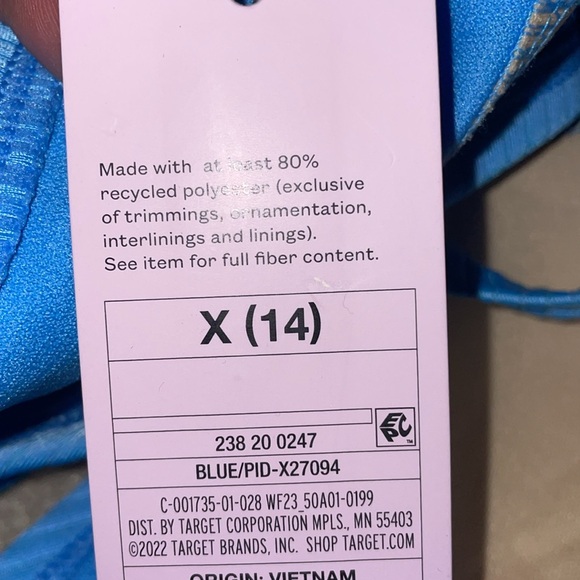 Made with at least 80%
recycled polyester (exclusive
of trimmings, ornamentation,
interlinings and linings).
See item for full fiber content.
X (14)
EPC
TM
238 20 0247
BLUE/PID-X27094
C-001735-01-028 WF23_50A01-0199
DIST. BY TARGET CORPORATION MPLS., MN 55403
©2022 TARGET BRANDS, INC. SHOP TARGET.COM
ORIGIN: VIETNAM